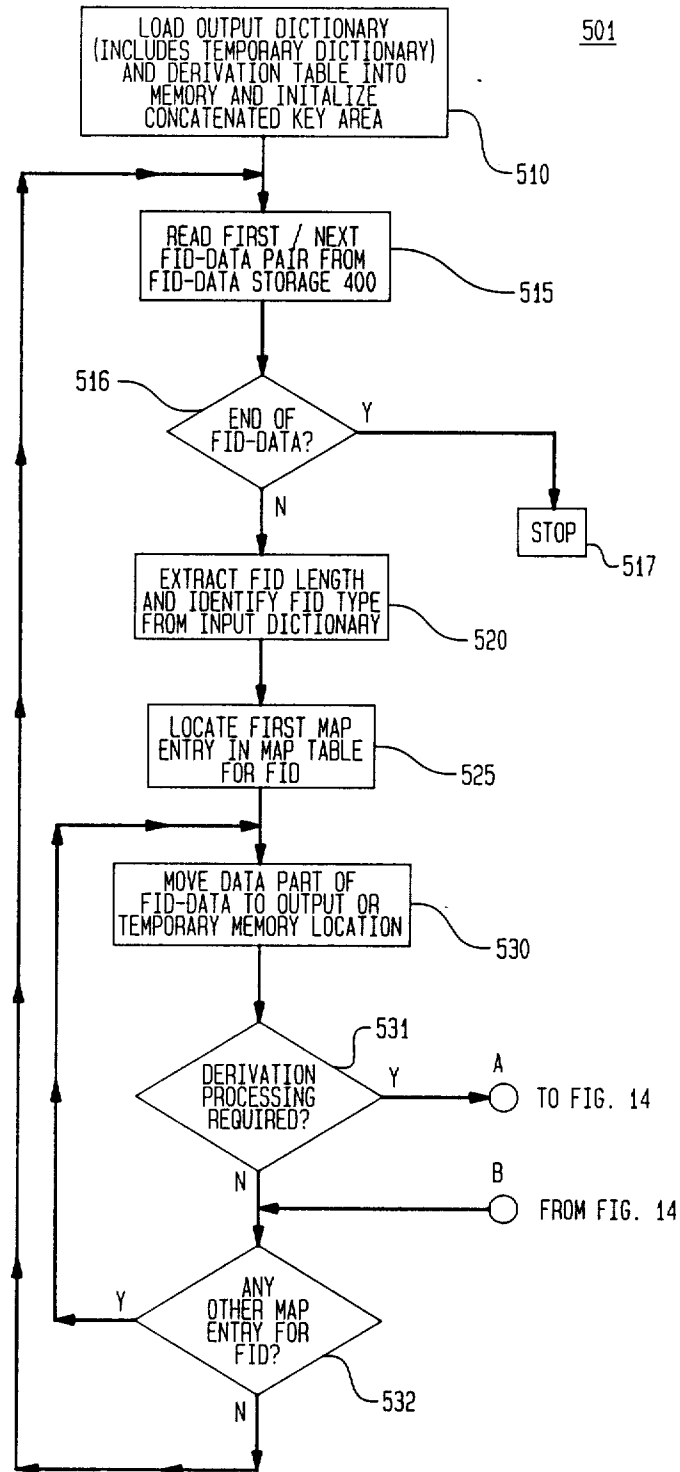 501
LOAD OUTPUT DICTIONARY
(INCLUDES TEMPORARY DICTIONARY)
AND DERIVATION TABLE INTO
MEMORY AND INITALIZE
CONCATENATED KEY AREA
510
READ FIRST / NEXT
FID-DATA PAIR FROM
FID-DATA STORAGE 400
515
516
END OF
FID-DATA?
Y
N
STOP
517
EXTRACT FID LENGTH
AND IDENTIFY FID TYPE
FROM INPUT DICTIONARY
520
LOCATE FIRST MAP
ENTRY IN MAP TABLE
FOR FID
525
MOVE DATA PART OF
FID-DATA TO OUTPUT OR
TEMPORARY MEMORY LOCATION
530
531
DERIVATION
PROCESSING
REQUIRED?
Y
A
TO FIG. 14
N
B
FROM FIG. 14
ANY
OTHER MAP
ENTRY FOR
FID?
Y
532
N